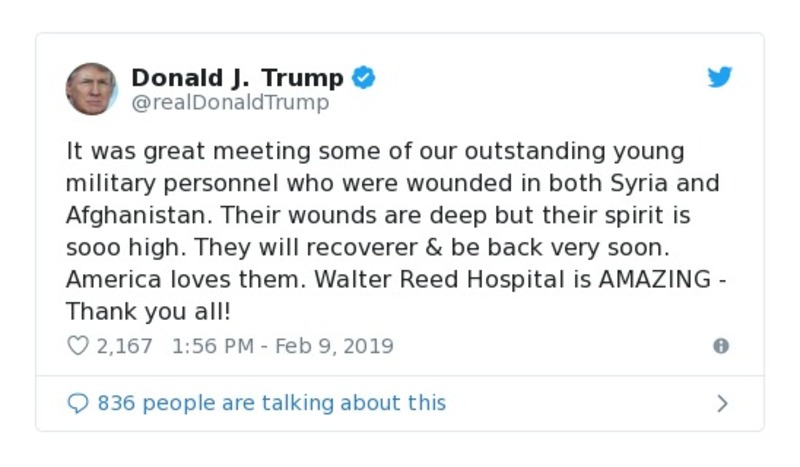 Donald J. Trump
@realDonaldTrump
It was great meeting some of our outstanding young
military personnel who were wounded in both Syria and
Afghanistan. Their wounds are deep but their spirit is
sooo high. They will recoverer & be back very soon.
America loves them. Walter Reed Hospital is AMAZING -
Thank you all!
2,167 1:56 PM - Feb 9, 2019
836 people are talking about this